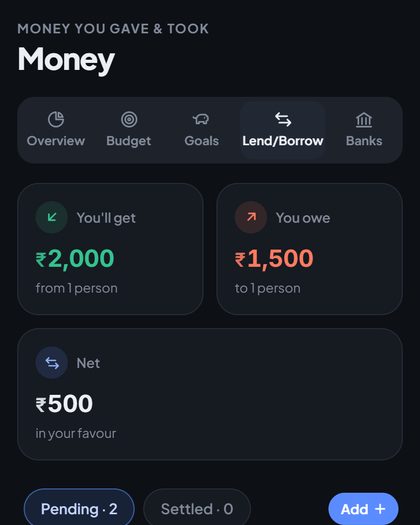 MONEY YOU GAVE & TOOK
Money
Overview Budget Goals Lend/Borrow Banks
You'll get
₹2,000
from 1 person
You owe
₹1,500
to 1 person
Net
₹500
in your favour
Pending · 2 Settled · 0 Add +